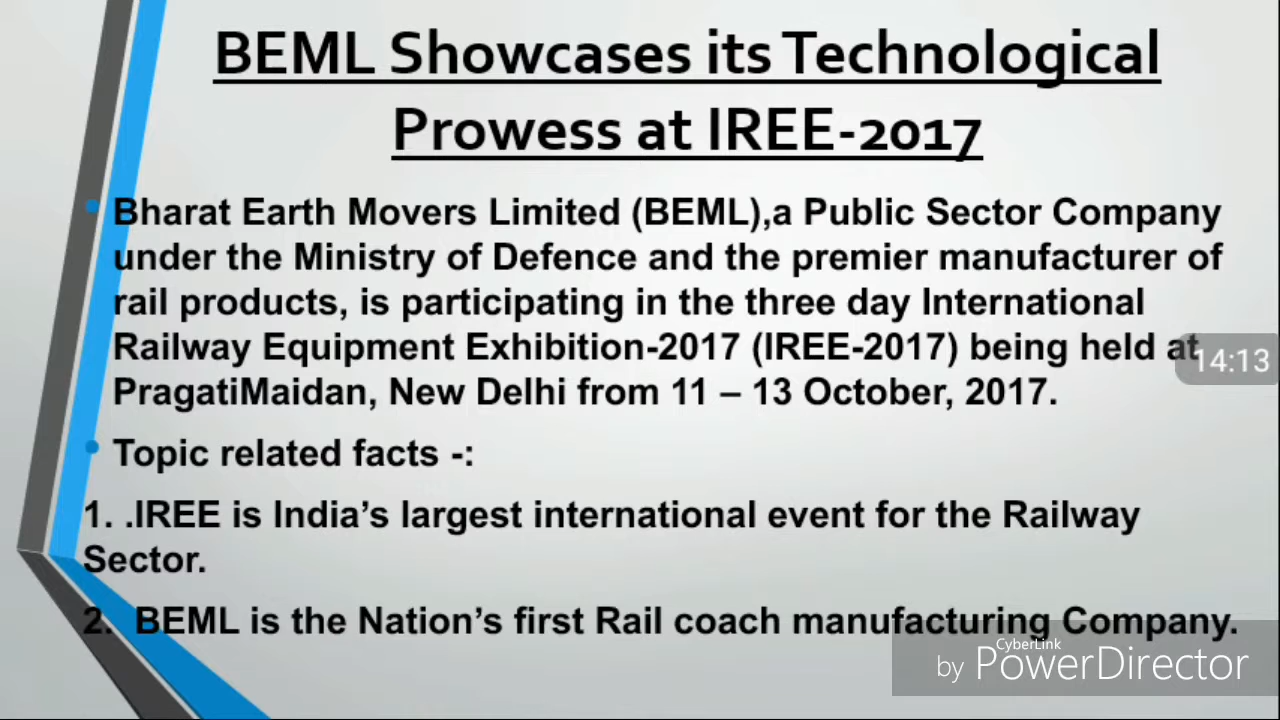 BEML Showcases its Technological
Prowess at IREE-2017
• Bharat Earth Movers Limited (BEML),a Public Sector Company
under the Ministry of Defence and the premier manufacturer of
rail products, is participating in the three day International
Railway Equipment Exhibition-2017 (IREE-2017) being held at
PragatiMaidan, New Delhi from 11 – 13 October, 2017.
14:13
• Topic related facts -:
1. .IREE is India’s largest international event for the Railway
Sector.
2. BEML is the Nation’s first Rail coach manufacturing Company.
CyberLink
by PowerDirector